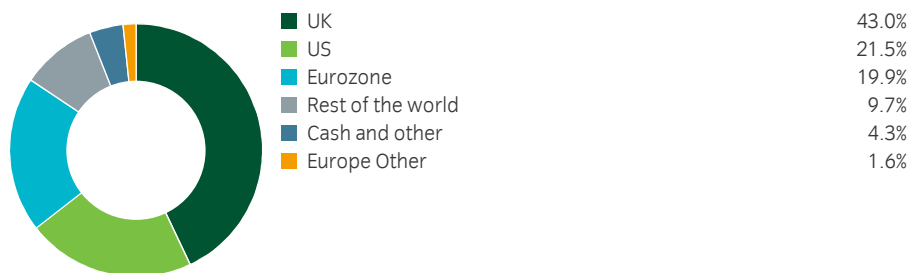 UK 43.0%
US 21.5%
Eurozone 19.9%
Rest of the world 9.7%
Cash and other 4.3%
Europe Other 1.6%